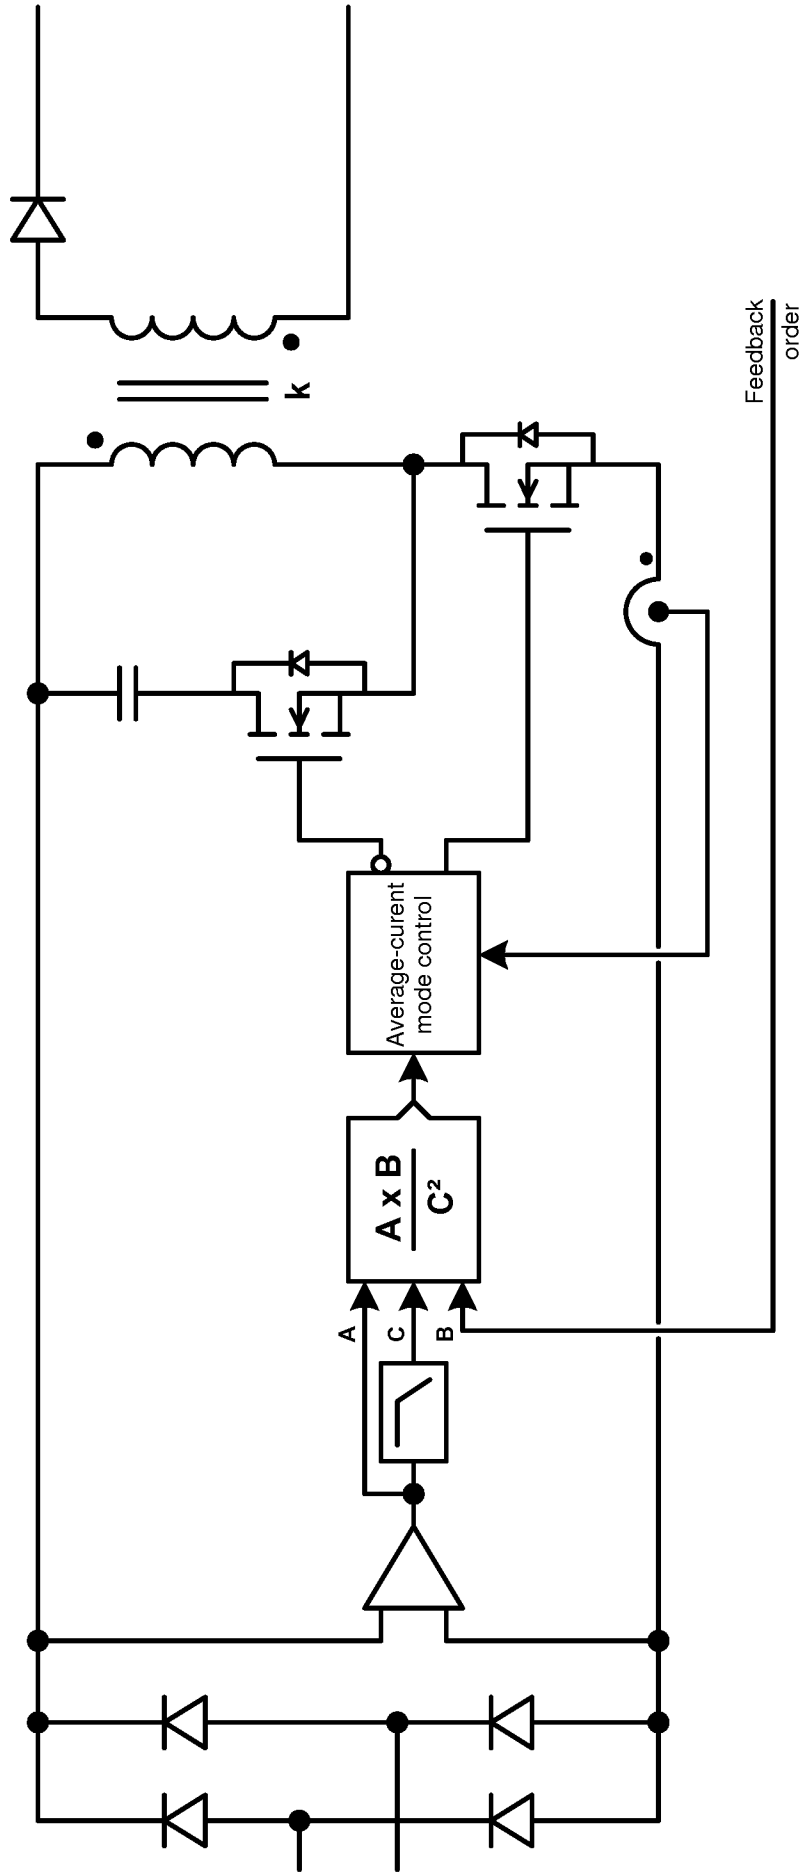 A
C
B
A x B
C²
Average-curent
mode control
k
Feedback
order